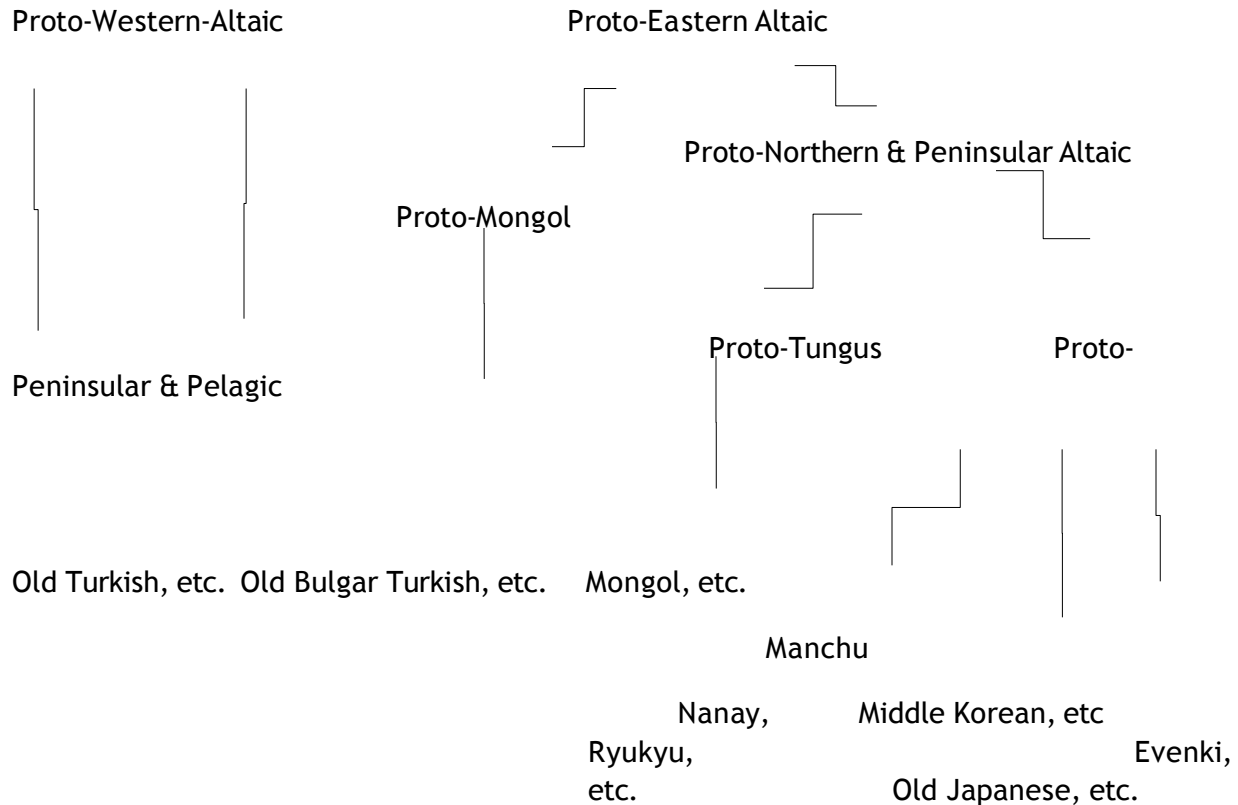 Proto-Western-Altaic Proto-Eastern Altaic
Proto-Northern & Peninsular Altaic
Proto-Mongol
Proto-Tungus Proto-
Peninsular & Pelagic
Old Turkish, etc. Old Bulgar Turkish, etc. Mongol, etc.
Manchu
Nanay, Middle Korean, etc
Ryukyu, Evenki,
etc. Old Japanese, etc.